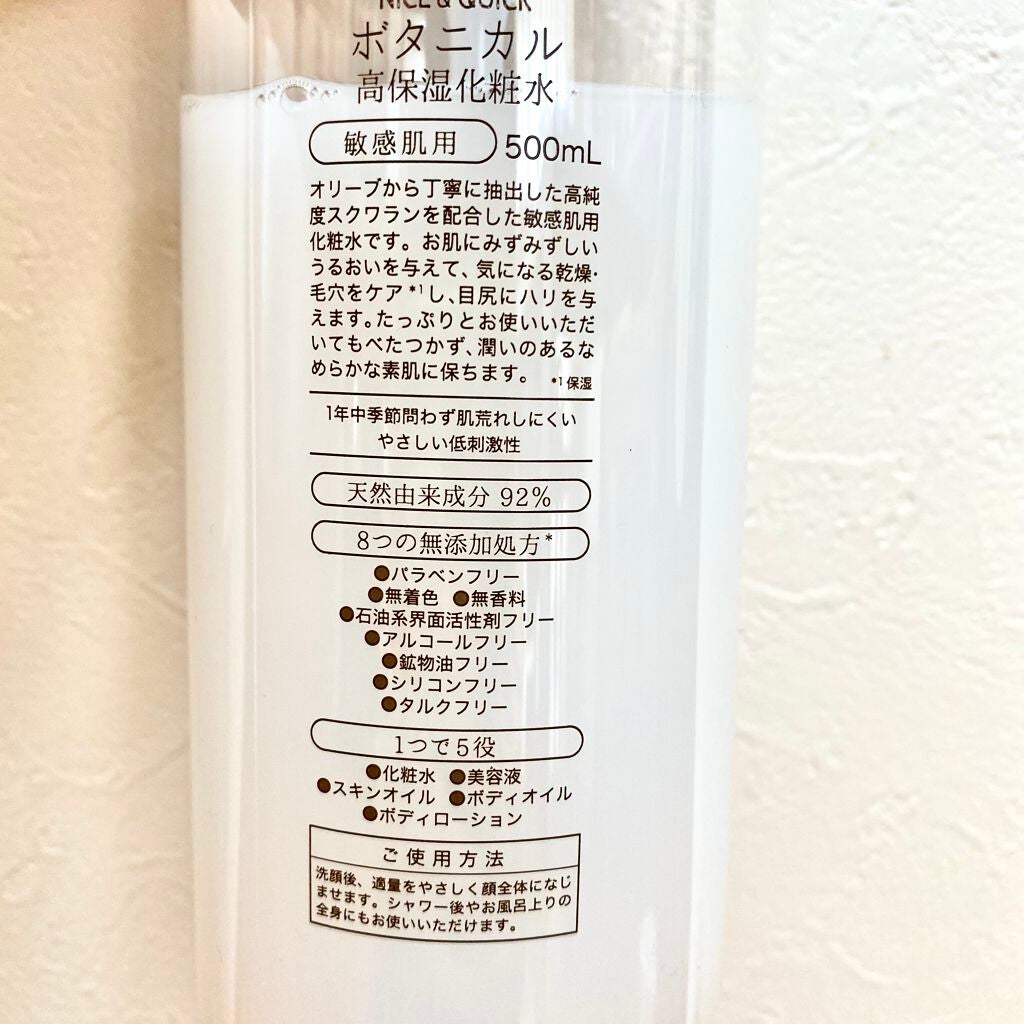 NICE & QUICK
ボタニカル
高保湿化粧水
敏感肌用 500mL
オリーブから丁寧に抽出した高純
度スクワランを配合した敏感肌用
化粧水です。お肌にみずみずしい
うるおいを与えて、気になる乾燥・
毛穴をケア*1し、目尻にハリを与
えます。たっぷりとお使いいただ
いてもべたつかず、潤いのあるな
めらかな素肌に保ちます。 *1 保湿
1年中季節問わず肌荒れしにくい
やさしい低刺激性
天然由来成分 92%
8つの無添加処方*
●パラベンフリー
●無着色 ●無香料
●石油系界面活性剤フリー
●アルコールフリー
●鉱物油フリー
●シリコンフリー
●タルクフリー
1つで5役
●化粧水 ●美容液
●スキンオイル ●ボディオイル
●ボディローション
ご使用方法
洗顔後、適量をやさしく顔全体になじ
ませます。シャワー後やお風呂上りの
全身にもお使いいただけます。